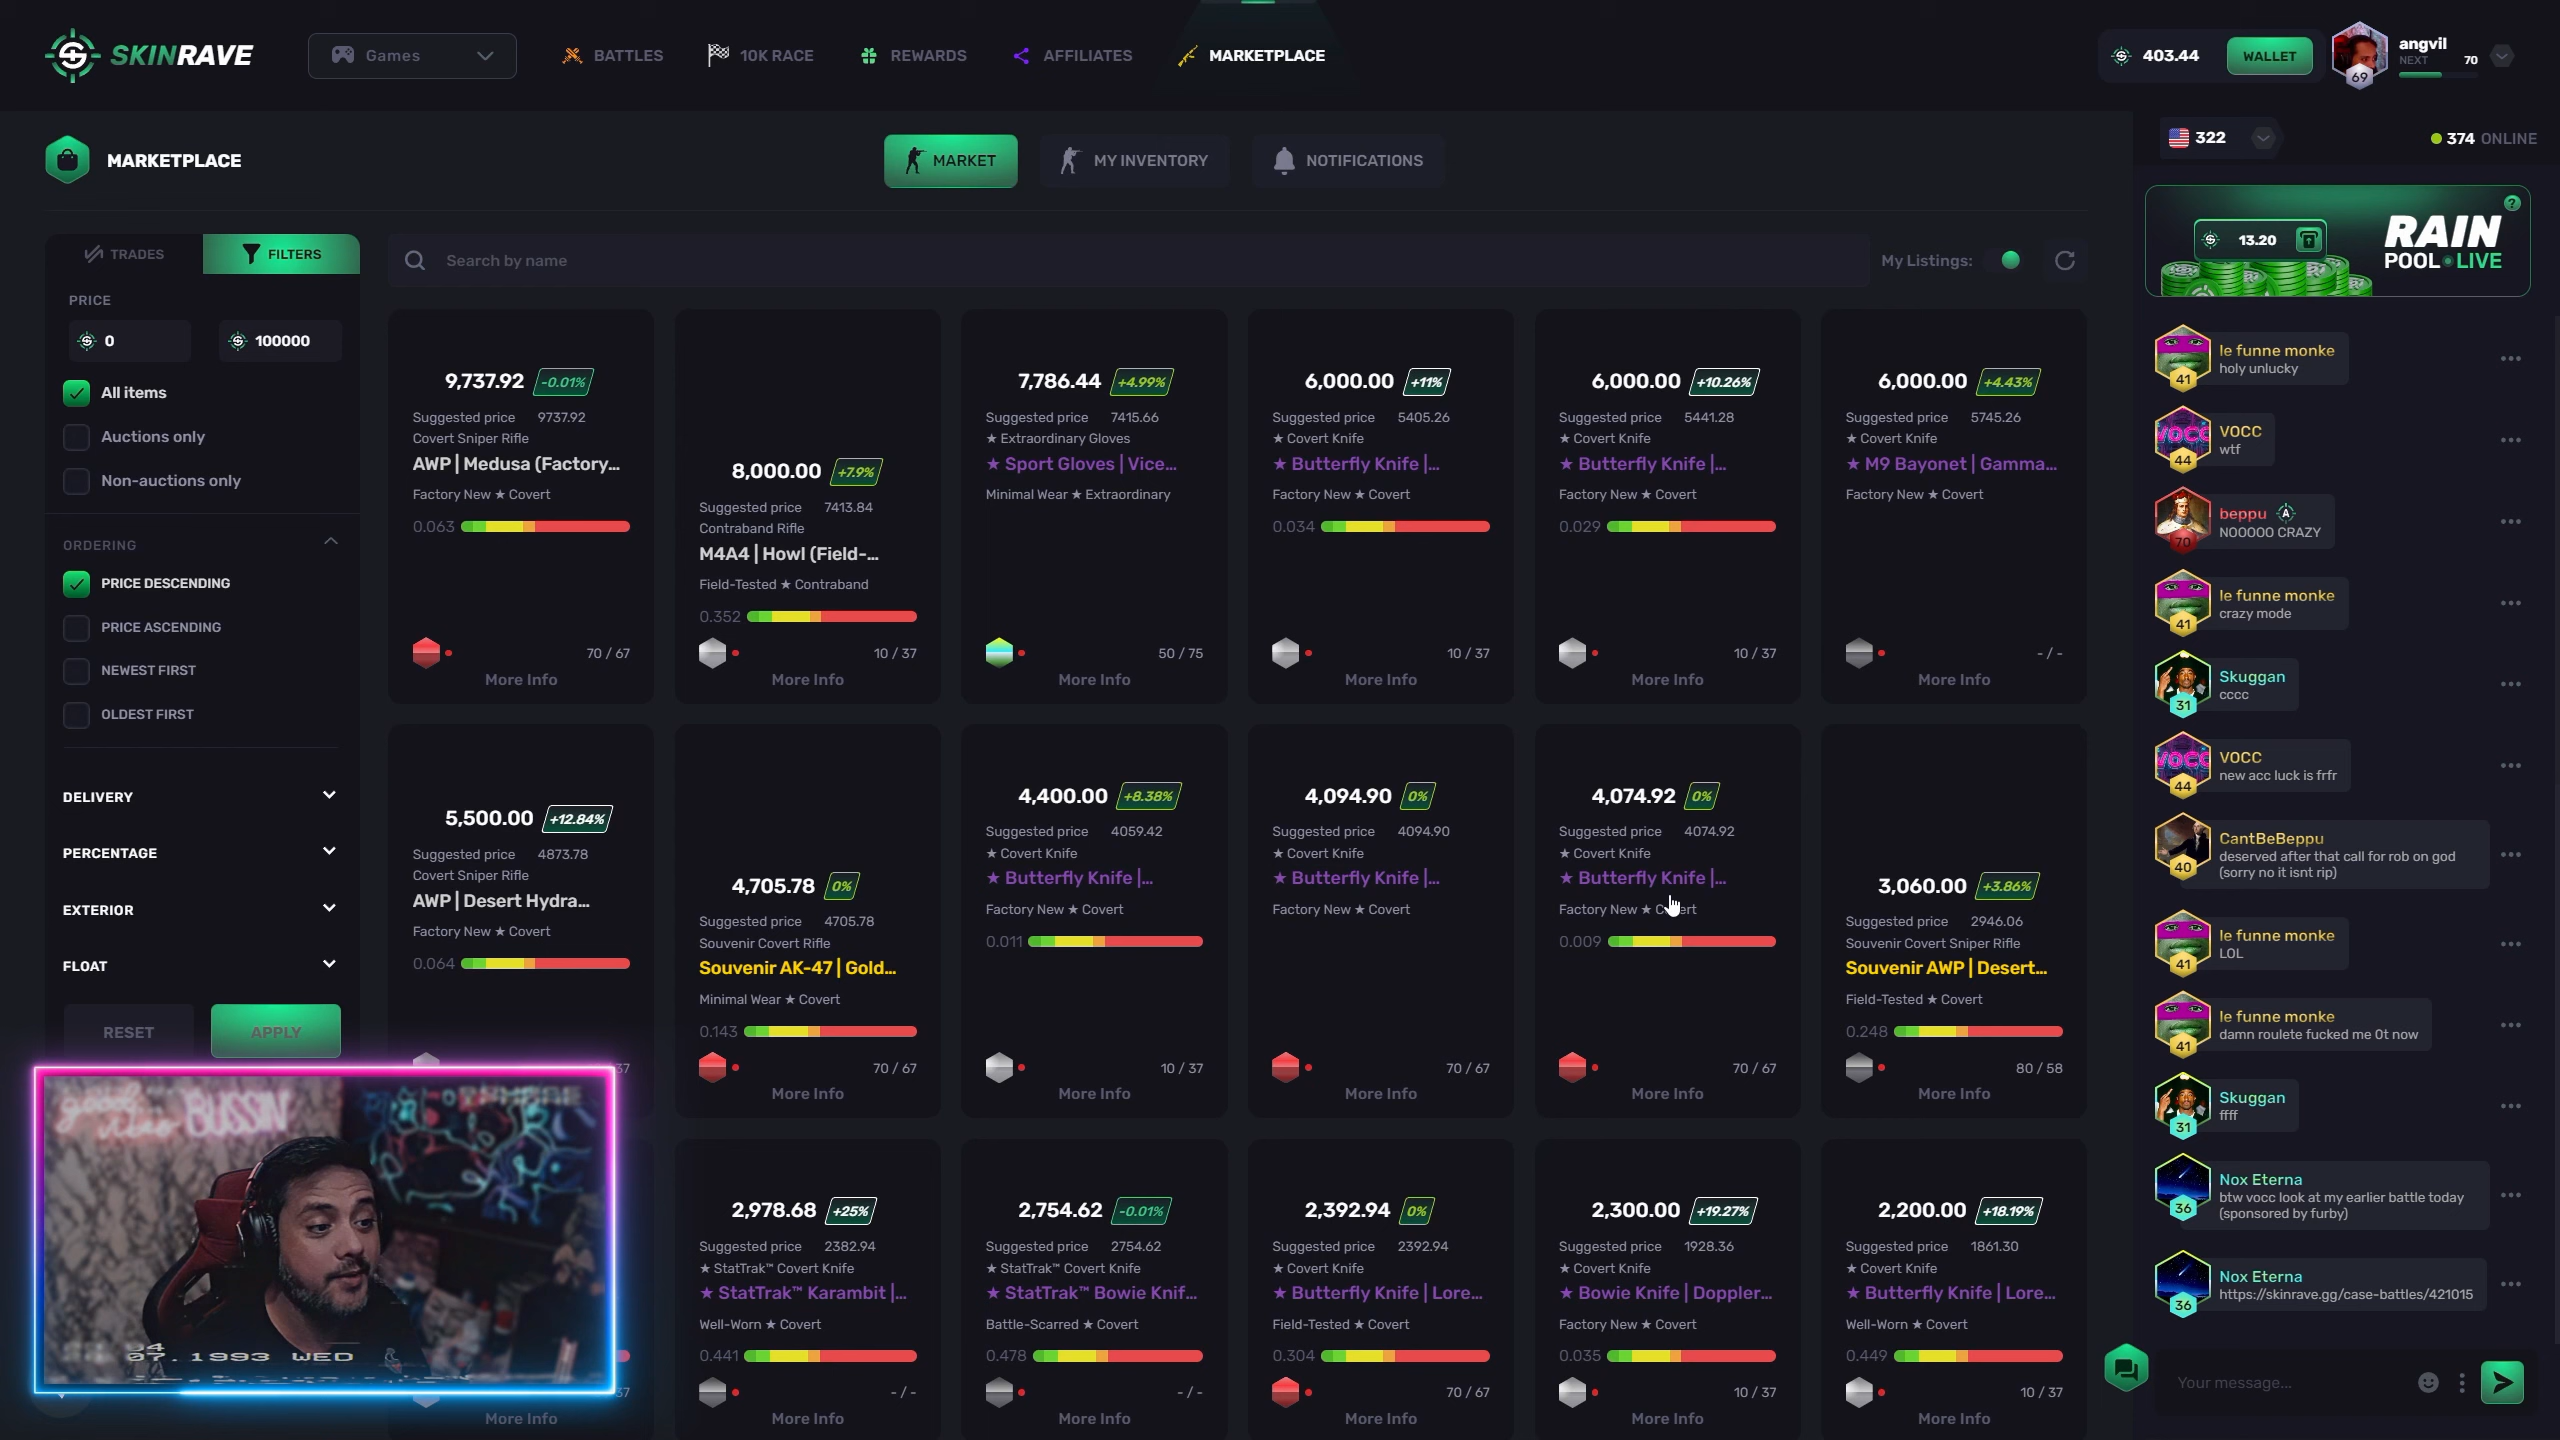 SKINRAVE
Games
BATTLES
10K RACE
REWARDS
AFFILIATES
MARKETPLACE
403.44
WALLET
69
angvil
NEXT
70
MARKETPLACE
MARKET
MY INVENTORY
NOTIFICATIONS
322
374 ONLINE
TRADES
FILTERS
PRICE
0
100000
All items
Auctions only
Non-auctions only
ORDERING
PRICE DESCENDING
PRICE ASCENDING
NEWEST FIRST
OLDEST FIRST
DELIVERY
PERCENTAGE
EXTERIOR
FLOAT
RESET
APPLY
Search by name
My Listings:
9,737.92 -0.01%
Suggested price 9737.92
Covert Sniper Rifle
AWP | Medusa (Factory...
Factory New ★ Covert
0.063
70 / 67
More Info
8,000.00 +7.9%
Suggested price 7413.84
Contraband Rifle
M4A4 | Howl (Field-...
Field-Tested ★ Contraband
0.352
10 / 37
More Info
7,786.44 +4.99%
Suggested price 7415.66
★ Extraordinary Gloves
★ Sport Gloves | Vice...
Minimal Wear ★ Extraordinary
50 / 75
More Info
6,000.00 +11%
Suggested price 5405.26
★ Covert Knife
★ Butterfly Knife |...
Factory New ★ Covert
0.034
10 / 37
More Info
6,000.00 +10.26%
Suggested price 5441.28
★ Covert Knife
★ Butterfly Knife |...
Factory New ★ Covert
0.029
10 / 37
More Info
6,000.00 +4.43%
Suggested price 5745.26
★ Covert Knife
★ M9 Bayonet | Gamma...
Factory New ★ Covert
- / -
More Info
5,500.00 +12.84%
Suggested price 4873.78
Covert Sniper Rifle
AWP | Desert Hydra...
Factory New ★ Covert
0.064
37
4,705.78 0%
Suggested price 4705.78
Souvenir Covert Rifle
Souvenir AK-47 | Gold...
Minimal Wear ★ Covert
0.143
70 / 67
More Info
4,400.00 +8.38%
Suggested price 4059.42
★ Covert Knife
★ Butterfly Knife |...
Factory New ★ Covert
0.011
10 / 37
More Info
4,094.90 0%
Suggested price 4094.90
★ Covert Knife
★ Butterfly Knife |...
Factory New ★ Covert
70 / 67
More Info
4,074.92 0%
Suggested price 4074.92
★ Covert Knife
★ Butterfly Knife |...
Factory New ★ Covert
0.009
70 / 67
More Info
3,060.00 +3.86%
Suggested price 2946.06
Souvenir Covert Sniper Rifle
Souvenir AWP | Desert...
Field-Tested ★ Covert
0.248
80 / 58
More Info
37
More Info
2,978.68 +25%
Suggested price 2382.94
★ StatTrak™ Covert Knife
★ StatTrak™ Karambit |...
Well-Worn ★ Covert
0.441
- / -
More Info
2,754.62 -0.01%
Suggested price 2754.62
★ StatTrak™ Covert Knife
★ StatTrak™ Bowie Knif...
Battle-Scarred ★ Covert
0.478
- / -
More Info
2,392.94 0%
Suggested price 2392.94
★ Covert Knife
★ Butterfly Knife | Lore...
Field-Tested ★ Covert
0.304
70 / 67
More Info
2,300.00 +19.27%
Suggested price 1928.36
★ Covert Knife
★ Bowie Knife | Doppler...
Factory New ★ Covert
0.035
10 / 37
More Info
2,200.00 +18.19%
Suggested price 1861.30
★ Covert Knife
★ Butterfly Knife | Lore...
Well-Worn ★ Covert
0.449
10 / 37
More Info
good
BUSSIN'
07.1993 WED
13.20
RAIN
POOL LIVE
?
le funne monke
holy unlucky
41
VOCC
wtf
44
beppu
NOOOOO CRAZY
70
le funne monke
crazy mode
41
Skuggan
cccc
31
VOCC
new acc luck is frfr
44
CantBeBeppu
deserved after that call for rob on god
(sorry no it isnt rip)
40
le funne monke
LOL
41
le funne monke
damn roulete fucked me 0t now
41
Skuggan
ffff
31
Nox Eterna
btw vocc look at my earlier battle today
(sponsored by furby)
36
Nox Eterna
https://skinrave.gg/case-battles/421015
36
Your message...